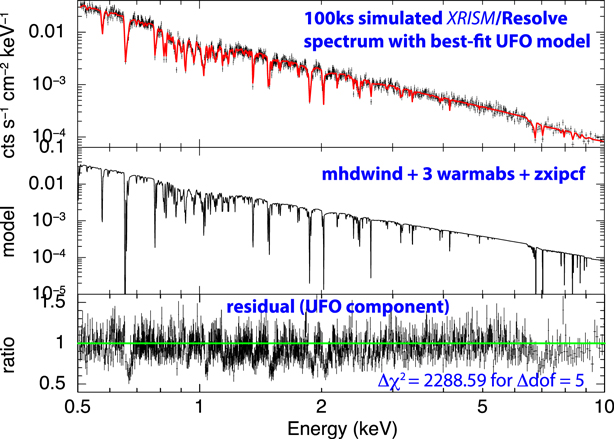 100ks simulated XRISM/Resolve
spectrum with best-fit UFO model
cts s⁻¹ cm⁻² keV⁻¹
0.01
10⁻³
10⁻⁴
0.1
mhdwind + 3 warmabs + zxipcf
model
0.01
10⁻³
10⁻⁴
10⁻⁵
residual (UFO component)
ratio
1.5
1
0.5
Δχ² = 2288.59 for Δdof = 5
0.5 1 2 5 10
Energy (keV)